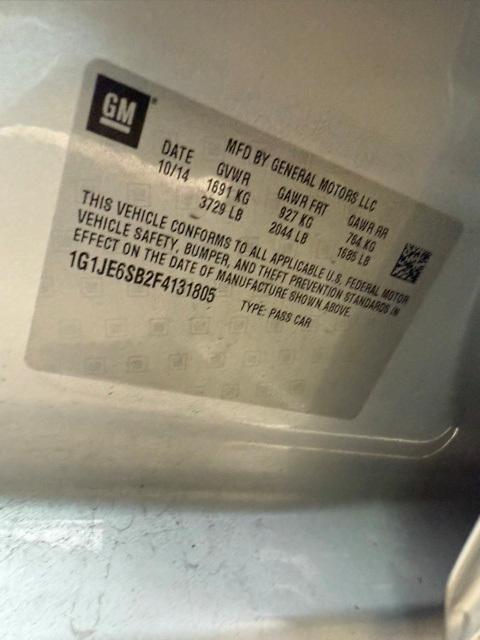 GM
MFD BY GENERAL MOTORS LLC
DATE GVWR GAWR FRT GAWR RR
10/14 1691 KG 927 KG 764 KG
3729 LB 2044 LB 1685 LB
THIS VEHICLE CONFORMS TO ALL APPLICABLE U.S. FEDERAL MOTOR
VEHICLE SAFETY, BUMPER, AND THEFT PREVENTION STANDARDS IN
EFFECT ON THE DATE OF MANUFACTURE SHOWN ABOVE.
1G1JE6SB2F4131805 TYPE: PASS CAR